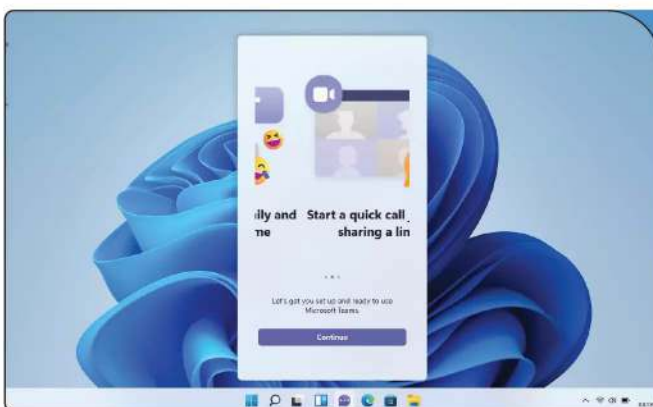 ily and
me
Start a quick call
sharing a lin
Let's get you set up and ready to use
Microsoft Teams
Continue